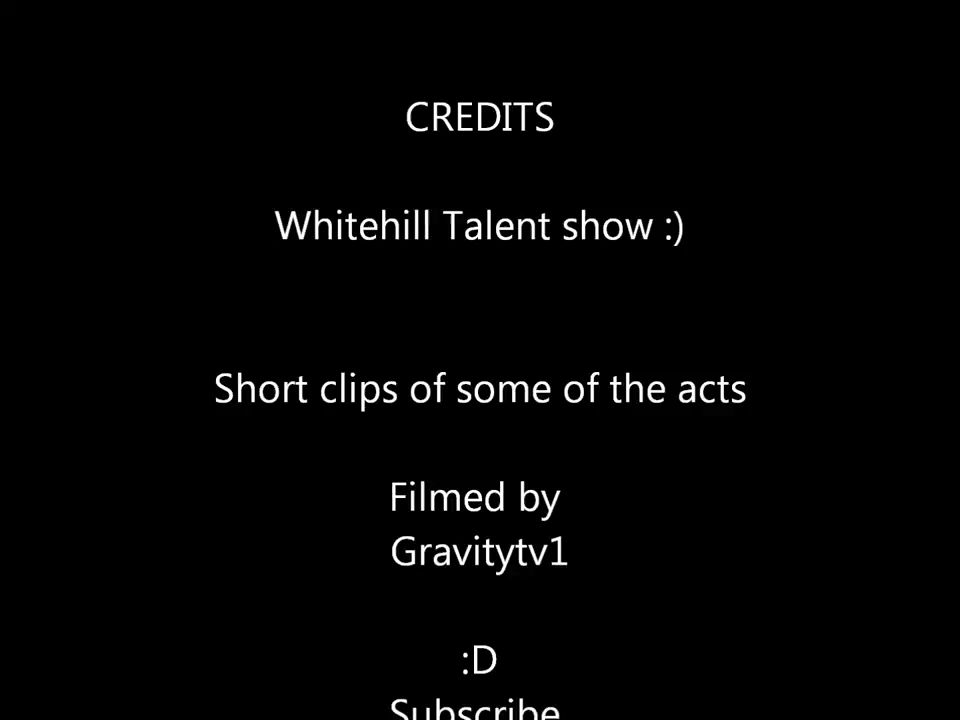 CREDITS
Whitehill Talent show :)
Short clips of some of the acts
Filmed by
Gravitytv1
:D
Subscribe